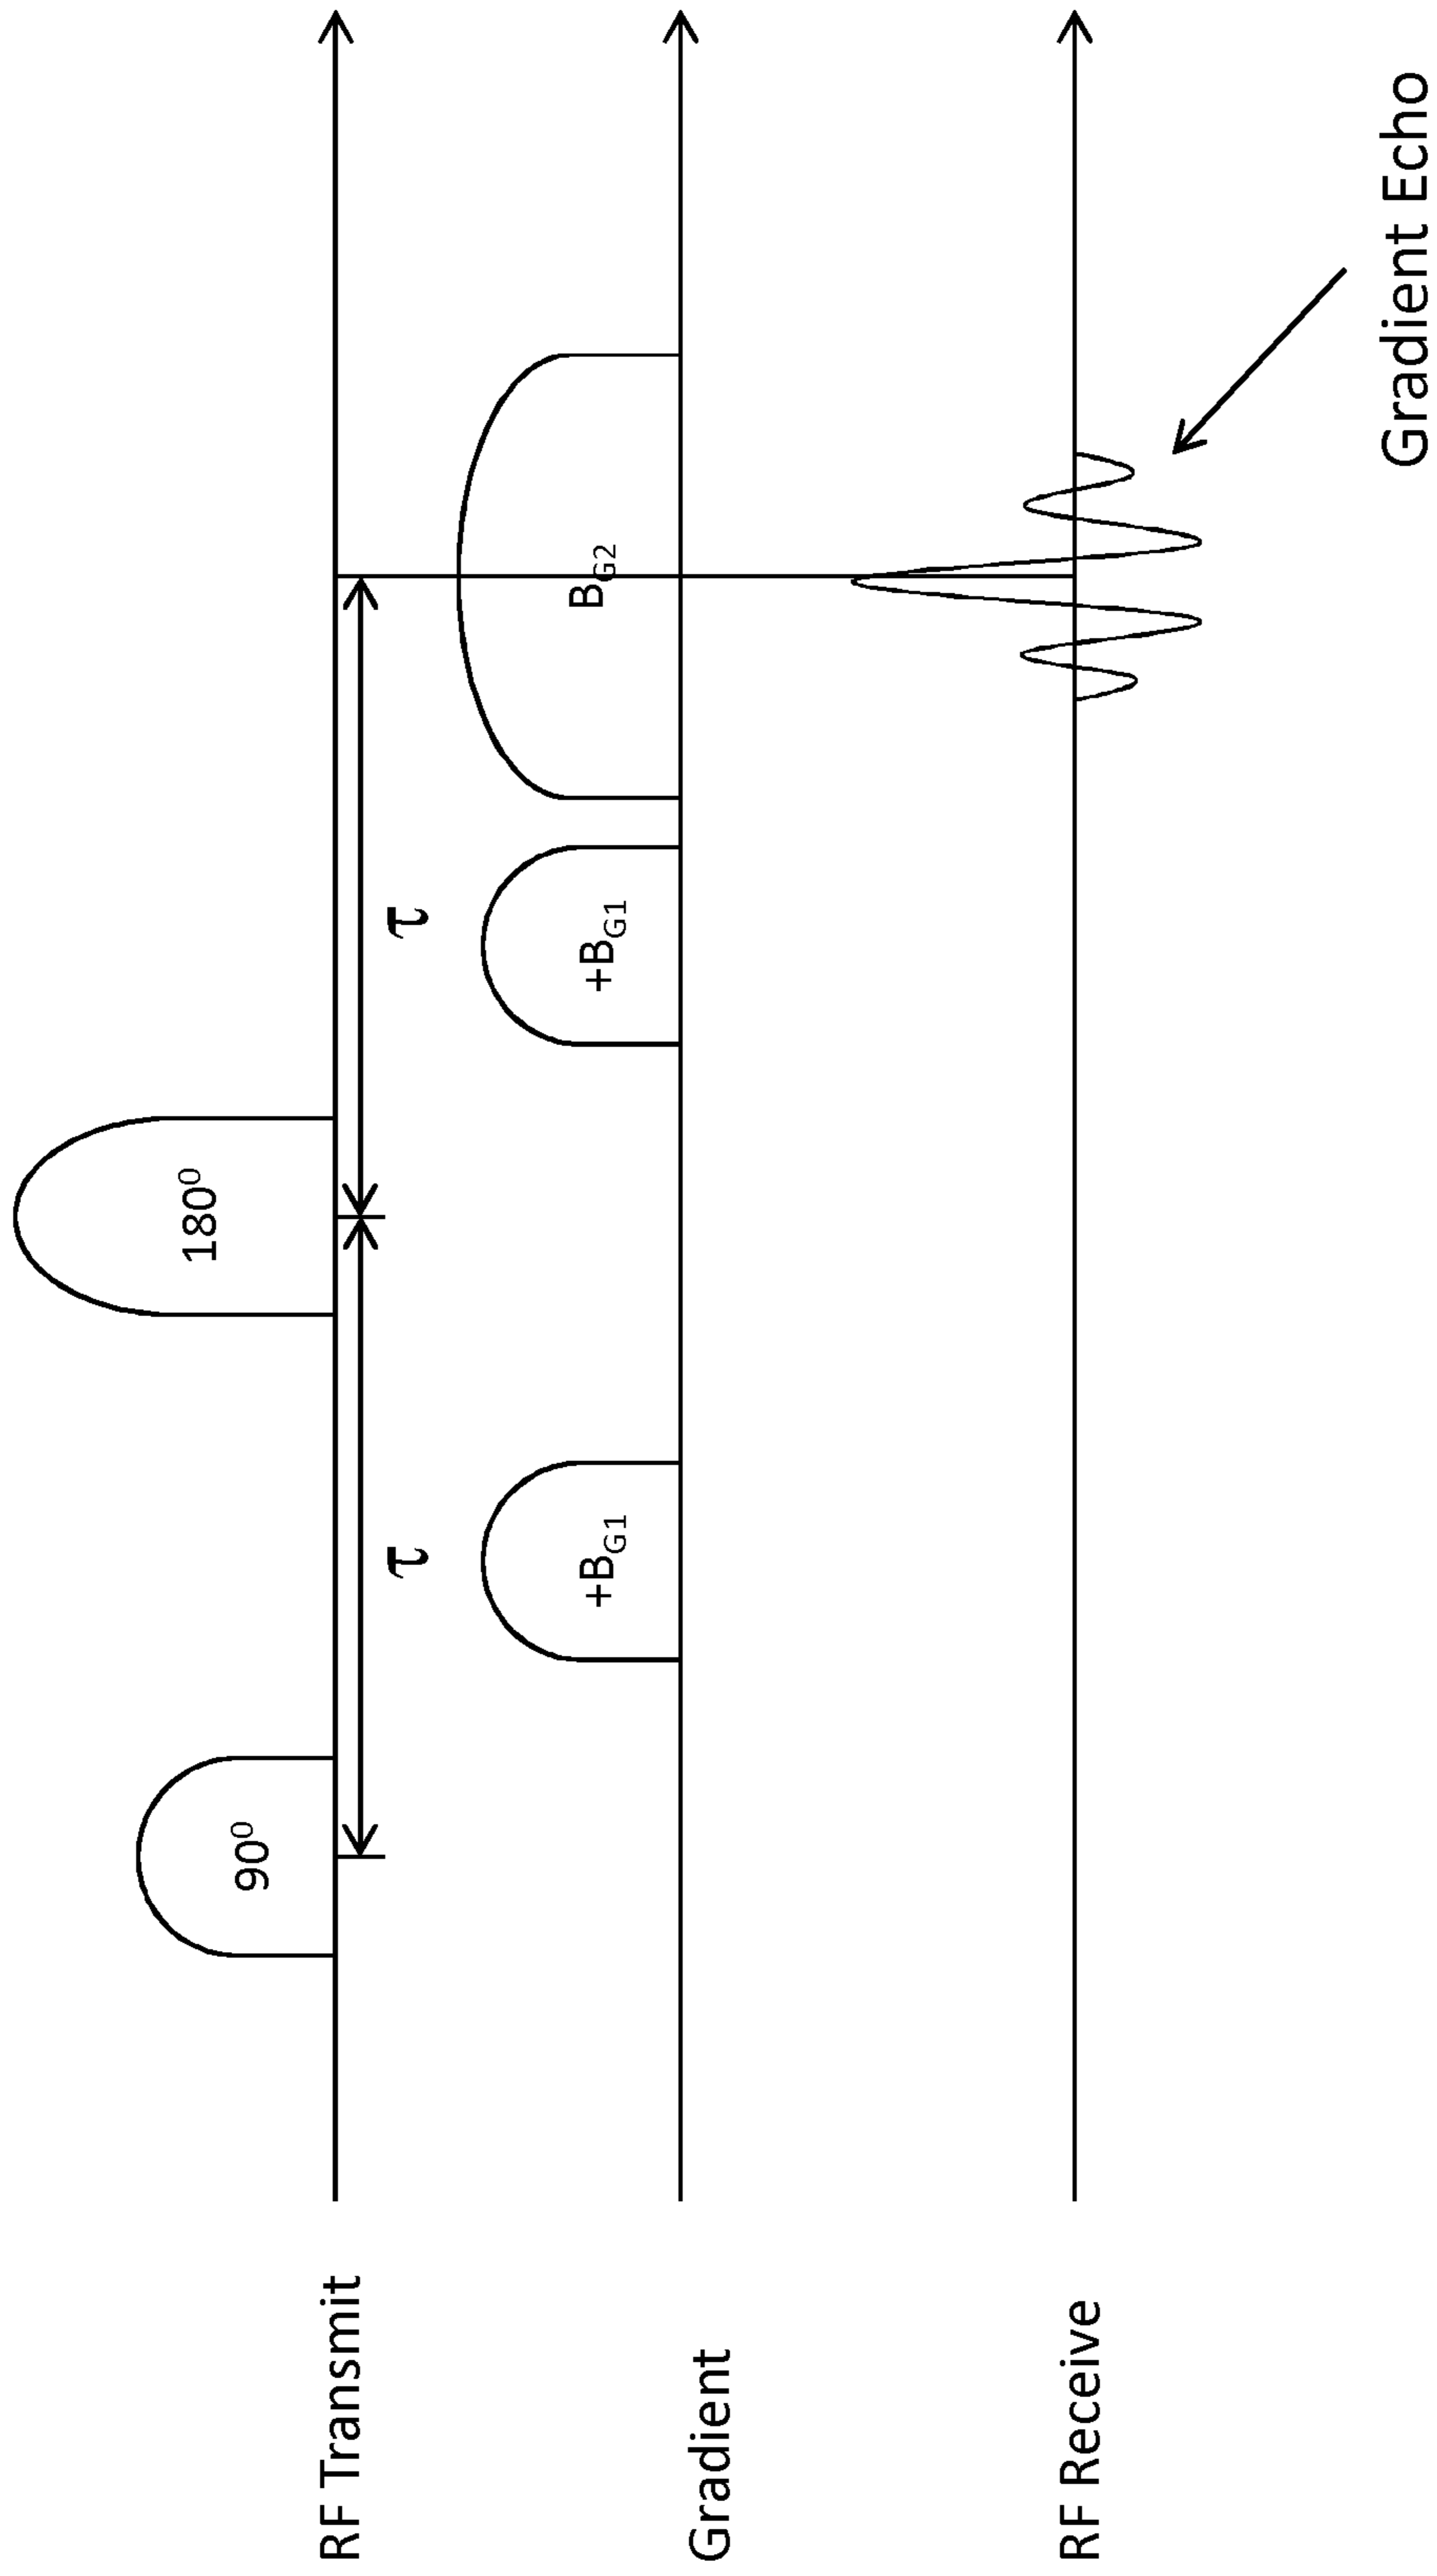 RF Transmit
90⁰
180⁰
τ
τ
Gradient
+B_G1
+B_G1
B_G2
RF Receive
Gradient Echo